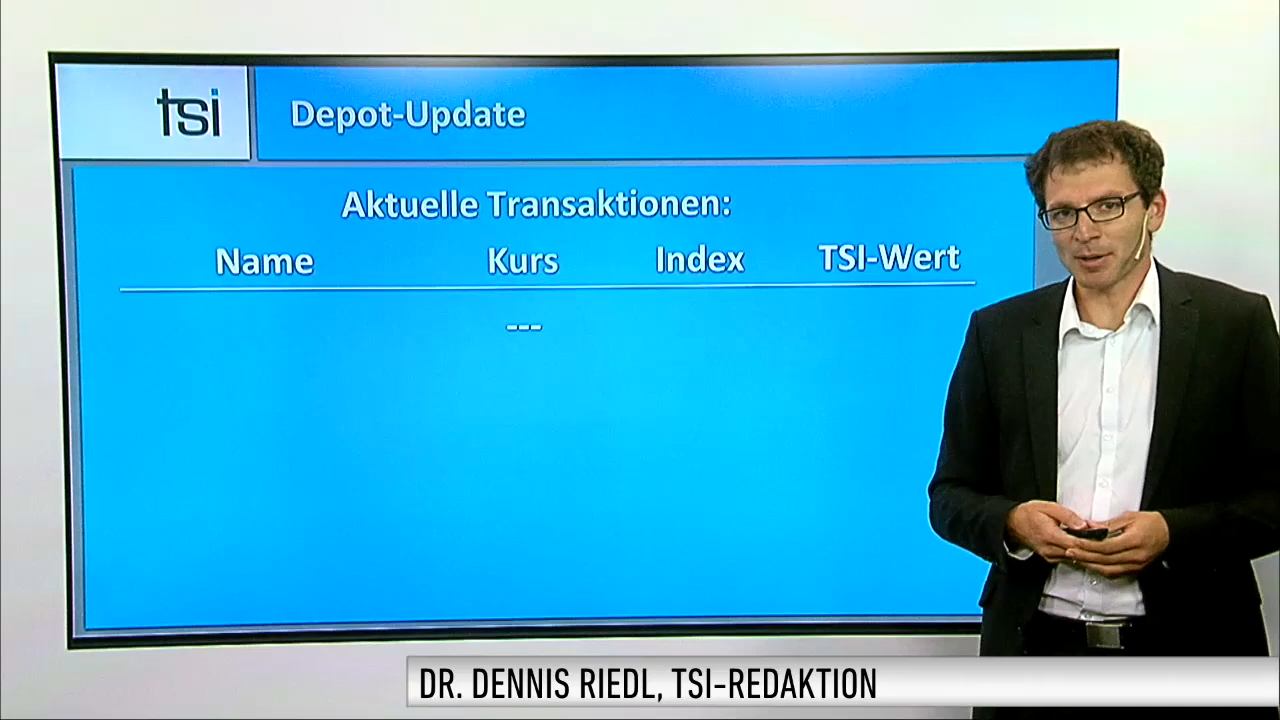 tsi
Depot-Update
Aktuelle Transaktionen:
Name Kurs Index TSI-Wert
---
DR. DENNIS RIEDL, TSI-REDAKTION